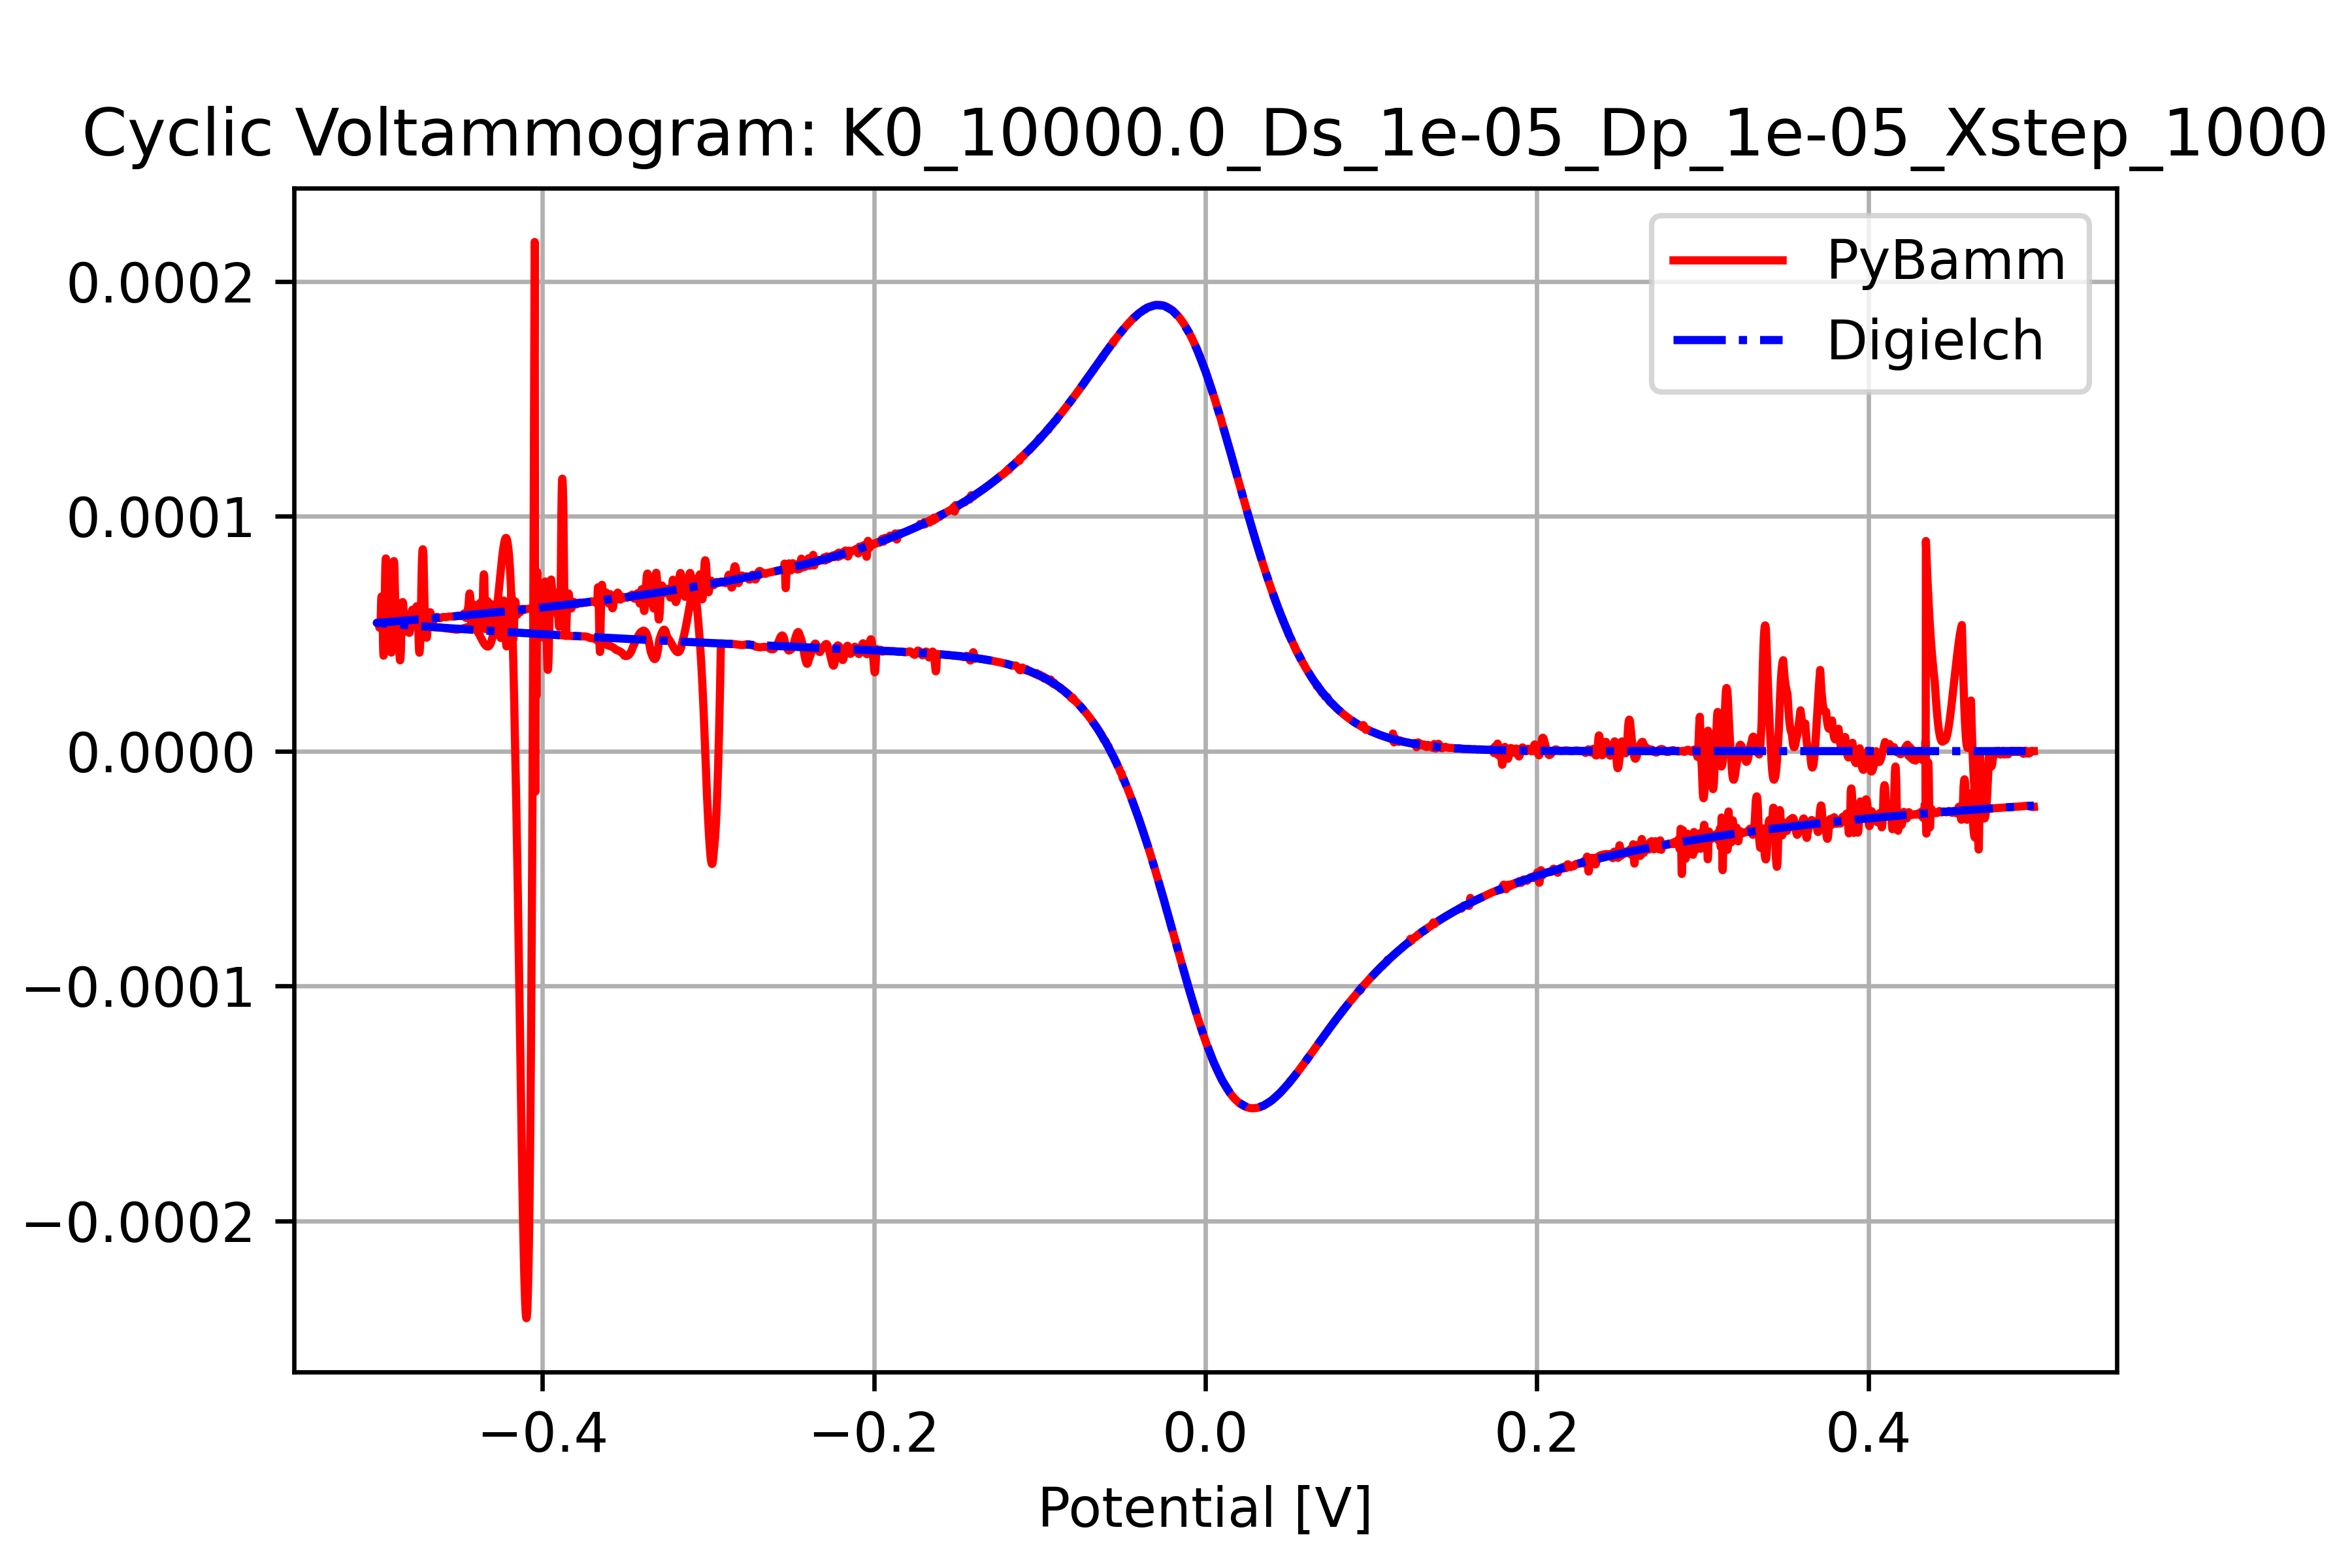 Cyclic Voltammogram: K0_10000.0_Ds_1e-05_Dp_1e-05_Xstep_1000
PyBamm
Digielch
0.0002
0.0001
0.0000
−0.0001
−0.0002
−0.4 −0.2 0.0 0.2 0.4
Potential [V]